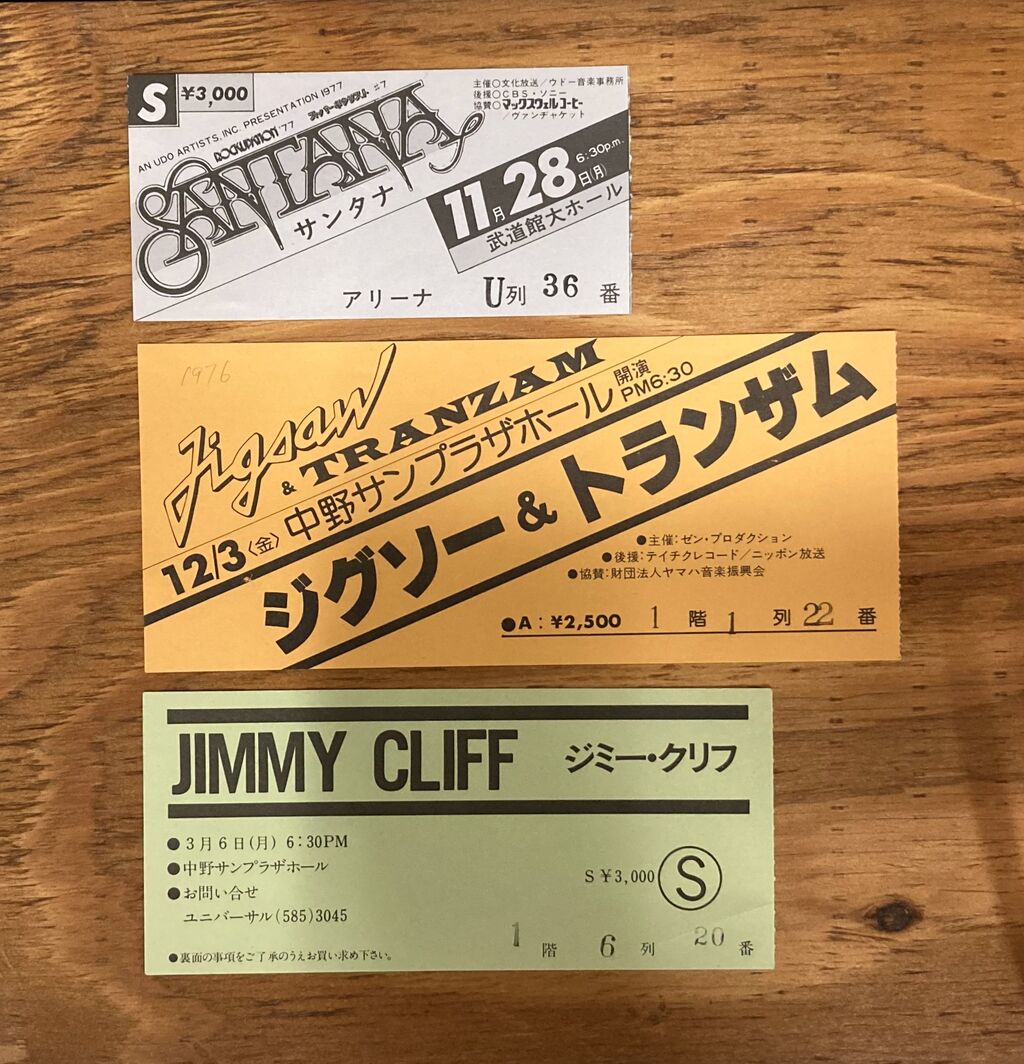 S ¥3,000
AN UDO ARTISTS, INC. PRESENTATION 1977
ROCKUPATION '77
SANTANA
サンタナ
主催○文化放送／ウドー音楽事務所
後援○CBS・ソニー
協賛○マックスウェルコーヒー
／ヴァンヂャケット
11月28日(月) 6:30p.m.
武道館大ホール
アリーナ U列 36 番
1976
Jigsaw
& TRANZAM
12/3〈金〉中野サンプラザホール 開演 PM6:30
ジグソー&トランザム
●主催:ゼン・プロダクション
●後援:テイチクレコード／ニッポン放送
●協賛:財団法人ヤマハ音楽振興会
●A:¥2,500 1 階 1 列 22 番
JIMMY CLIFF ジミー・クリフ
●3月6日(月) 6:30PM
●中野サンプラザホール
●お問い合せ
ユニバーサル(585)3045
S ¥3,000 S
1 階 6 列 20 番
●裏面の事項をご了承のうえお買い求め下さい。